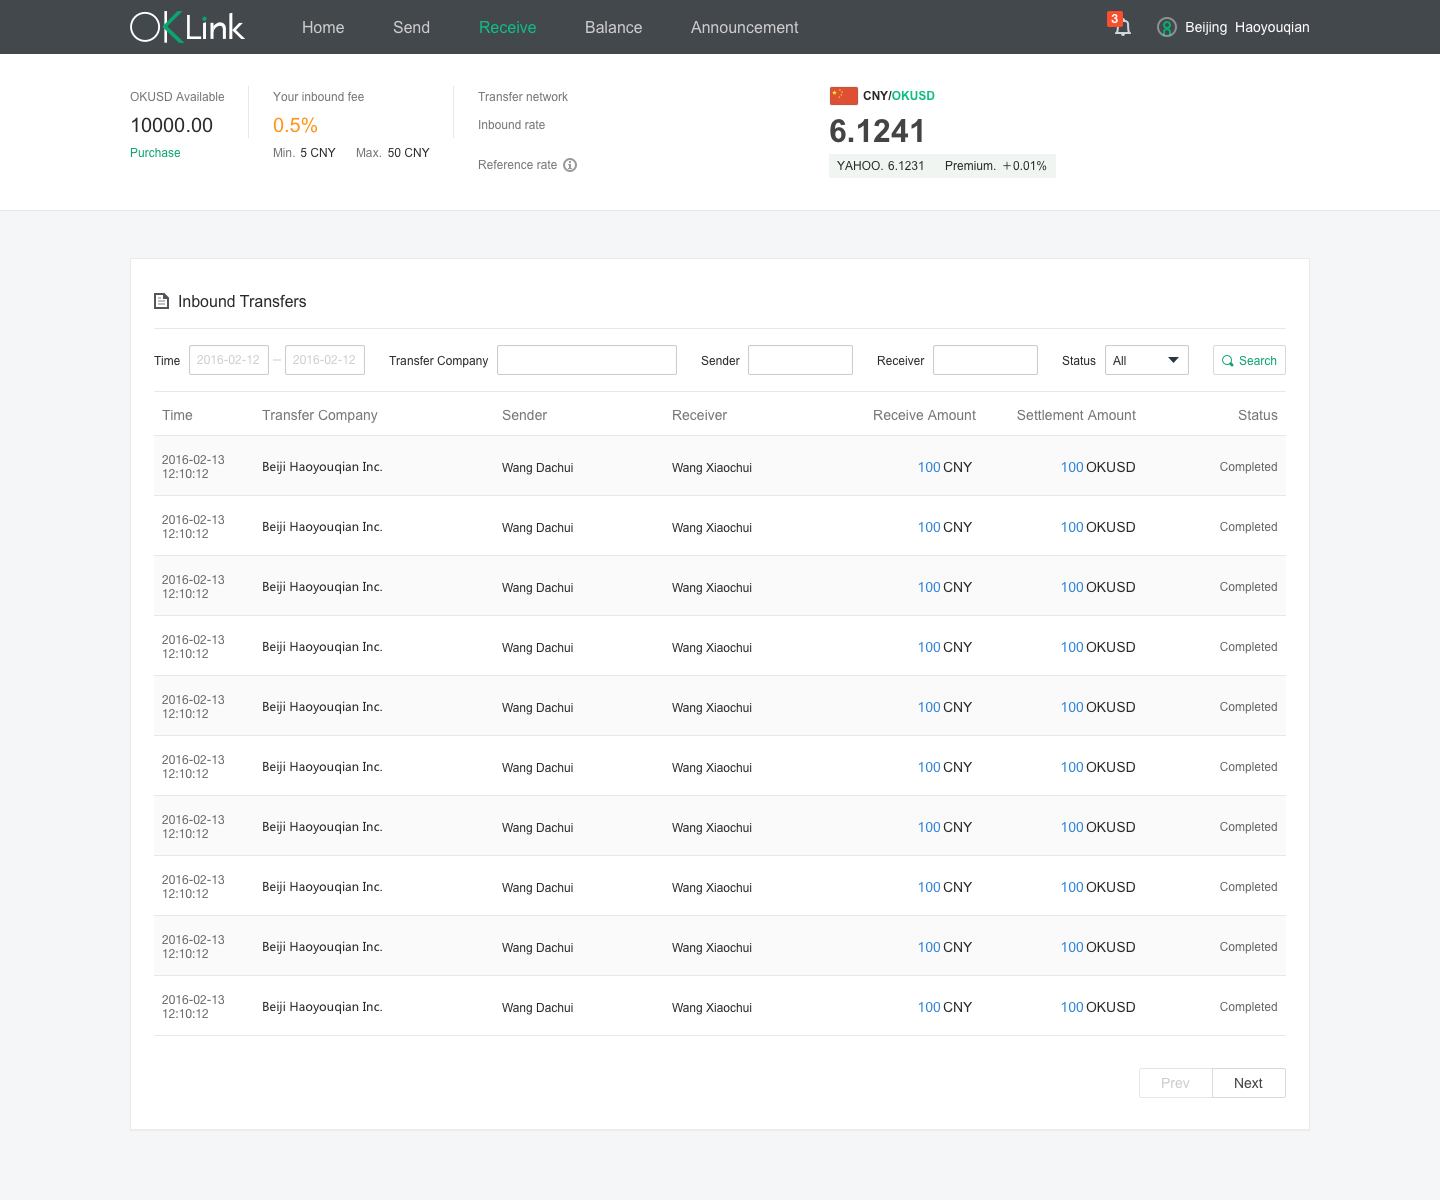 OKLink Home Send Receive Balance Announcement 3 Beijing Haoyouqian
OKUSD Available
10000.00
Purchase
Your inbound fee
0.5%
Min. 5 CNY Max. 50 CNY
Transfer network
Inbound rate
Reference rate
CNY/OKUSD
6.1241
YAHOO. 6.1231 Premium. +0.01%
Inbound Transfers
Time 2016-02-12 – 2016-02-12 Transfer Company Sender Receiver Status All Search
Time Transfer Company Sender Receiver Receive Amount Settlement Amount Status
2016-02-13
12:10:12
Beiji Haoyouqian Inc. Wang Dachui Wang Xiaochui 100 CNY 100 OKUSD Completed
2016-02-13
12:10:12
Beiji Haoyouqian Inc. Wang Dachui Wang Xiaochui 100 CNY 100 OKUSD Completed
2016-02-13
12:10:12
Beiji Haoyouqian Inc. Wang Dachui Wang Xiaochui 100 CNY 100 OKUSD Completed
2016-02-13
12:10:12
Beiji Haoyouqian Inc. Wang Dachui Wang Xiaochui 100 CNY 100 OKUSD Completed
2016-02-13
12:10:12
Beiji Haoyouqian Inc. Wang Dachui Wang Xiaochui 100 CNY 100 OKUSD Completed
2016-02-13
12:10:12
Beiji Haoyouqian Inc. Wang Dachui Wang Xiaochui 100 CNY 100 OKUSD Completed
2016-02-13
12:10:12
Beiji Haoyouqian Inc. Wang Dachui Wang Xiaochui 100 CNY 100 OKUSD Completed
2016-02-13
12:10:12
Beiji Haoyouqian Inc. Wang Dachui Wang Xiaochui 100 CNY 100 OKUSD Completed
2016-02-13
12:10:12
Beiji Haoyouqian Inc. Wang Dachui Wang Xiaochui 100 CNY 100 OKUSD Completed
2016-02-13
12:10:12
Beiji Haoyouqian Inc. Wang Dachui Wang Xiaochui 100 CNY 100 OKUSD Completed
Prev Next